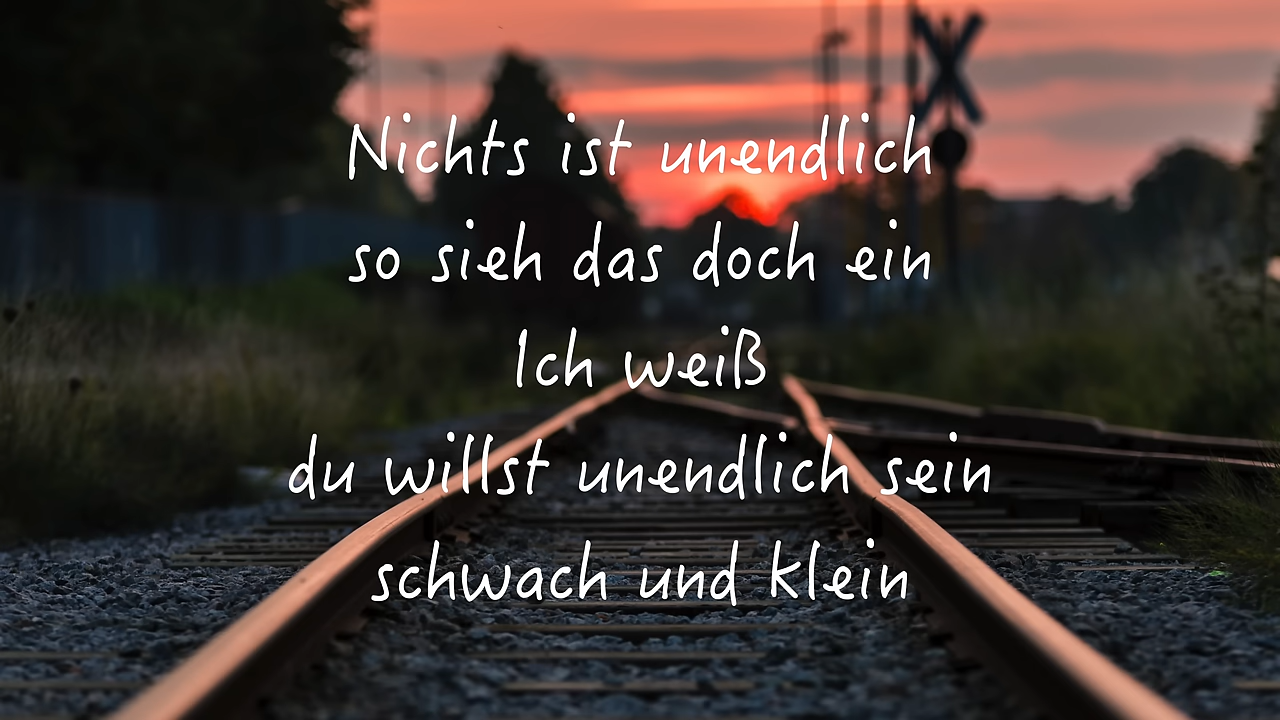 Nichts ist unendlich
so sieh das doch ein
Ich weiß
du willst unendlich sein
schwach und klein